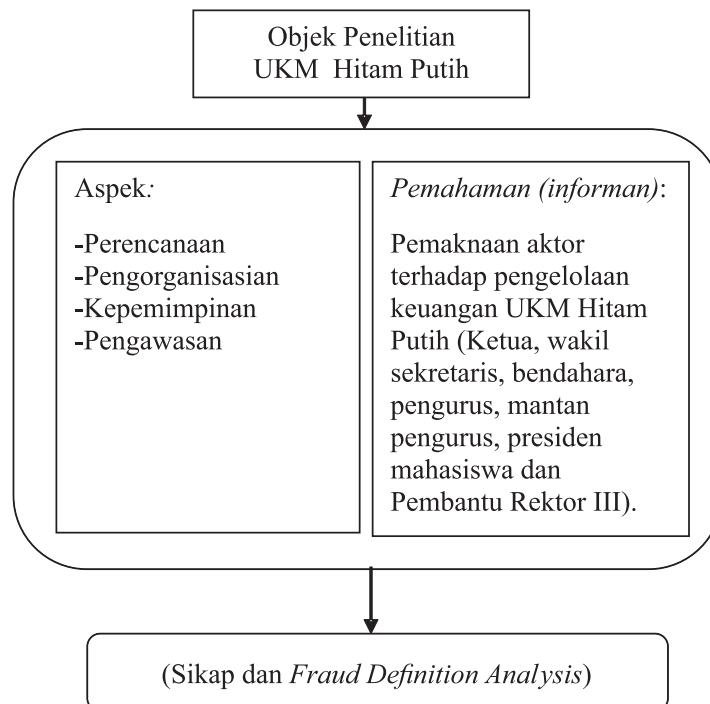 Objek Penelitian
UKM Hitam Putih
Aspek:
-Perencanaan
-Pengorganisasian
-Kepemimpinan
-Pengawasan
Pemahaman (informan):
Pemaknaan aktor
terhadap pengelolaan
keuangan UKM Hitam
Putih (Ketua, wakil
sekretaris, bendahara,
pengurus, mantan
pengurus, presiden
mahasiswa dan
Pembantu Rektor III).
(Sikap dan Fraud Definition Analysis)